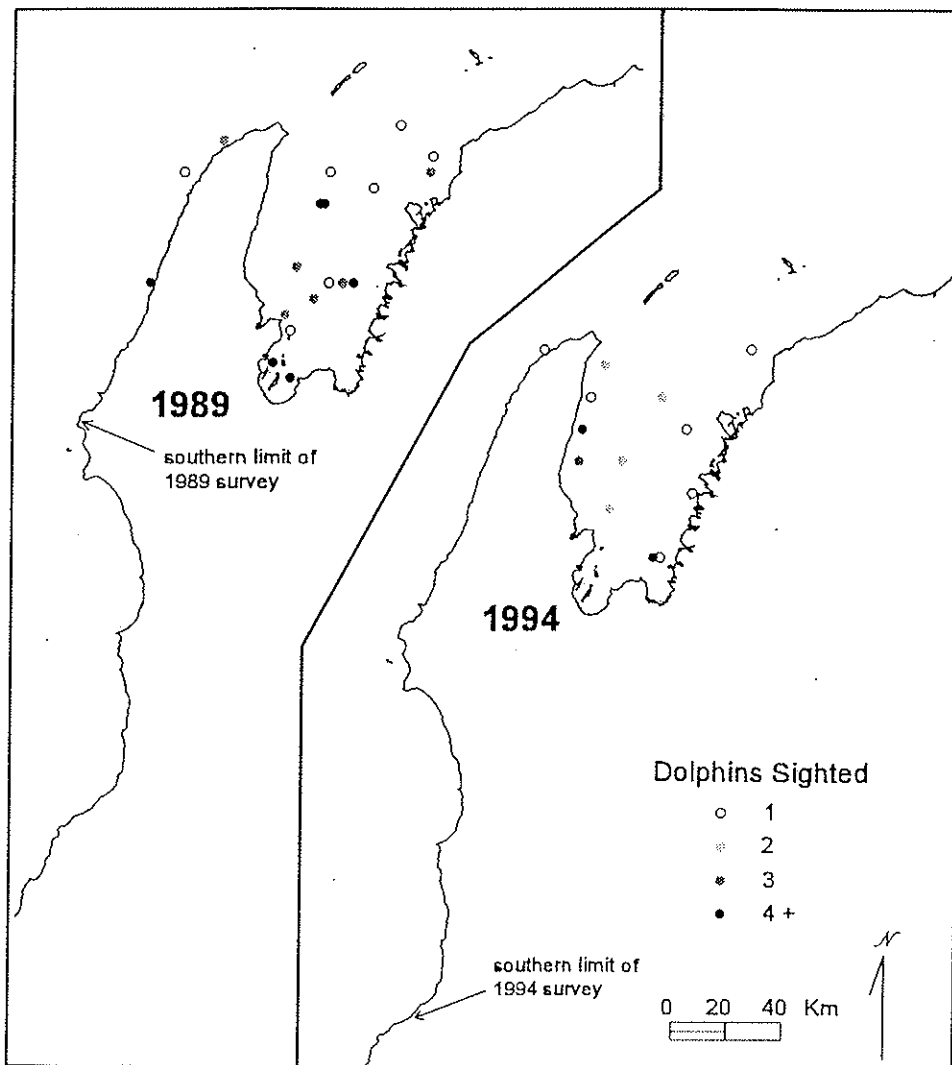 1989
southern limit of
1989 survey
1994
Dolphins Sighted
1
2
3
4 +
southern limit of
1994 survey
N
0 20 40 Km